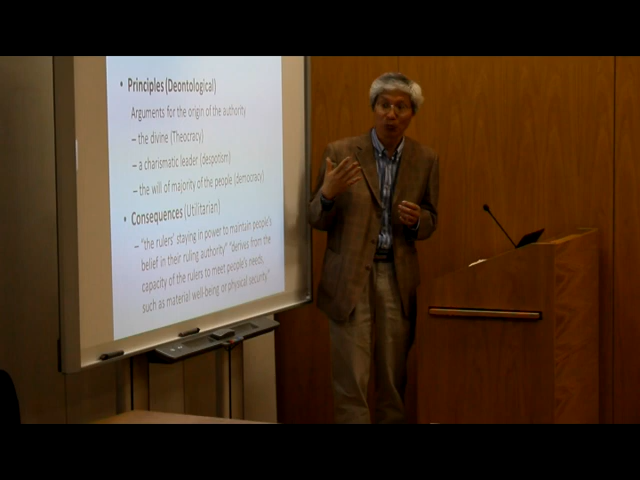 • Principles (Deontological)
Arguments for the origin of the authority
– the divine (Theocracy)
– a charismatic leader (despotism)
– the will of majority of the people (democracy)
• Consequences (Utilitarian)
– "the rulers' staying in power to maintain people's
belief in their ruling authority" "derives from the
capacity of the rulers to meet people's needs,
such as material well-being or physical security"